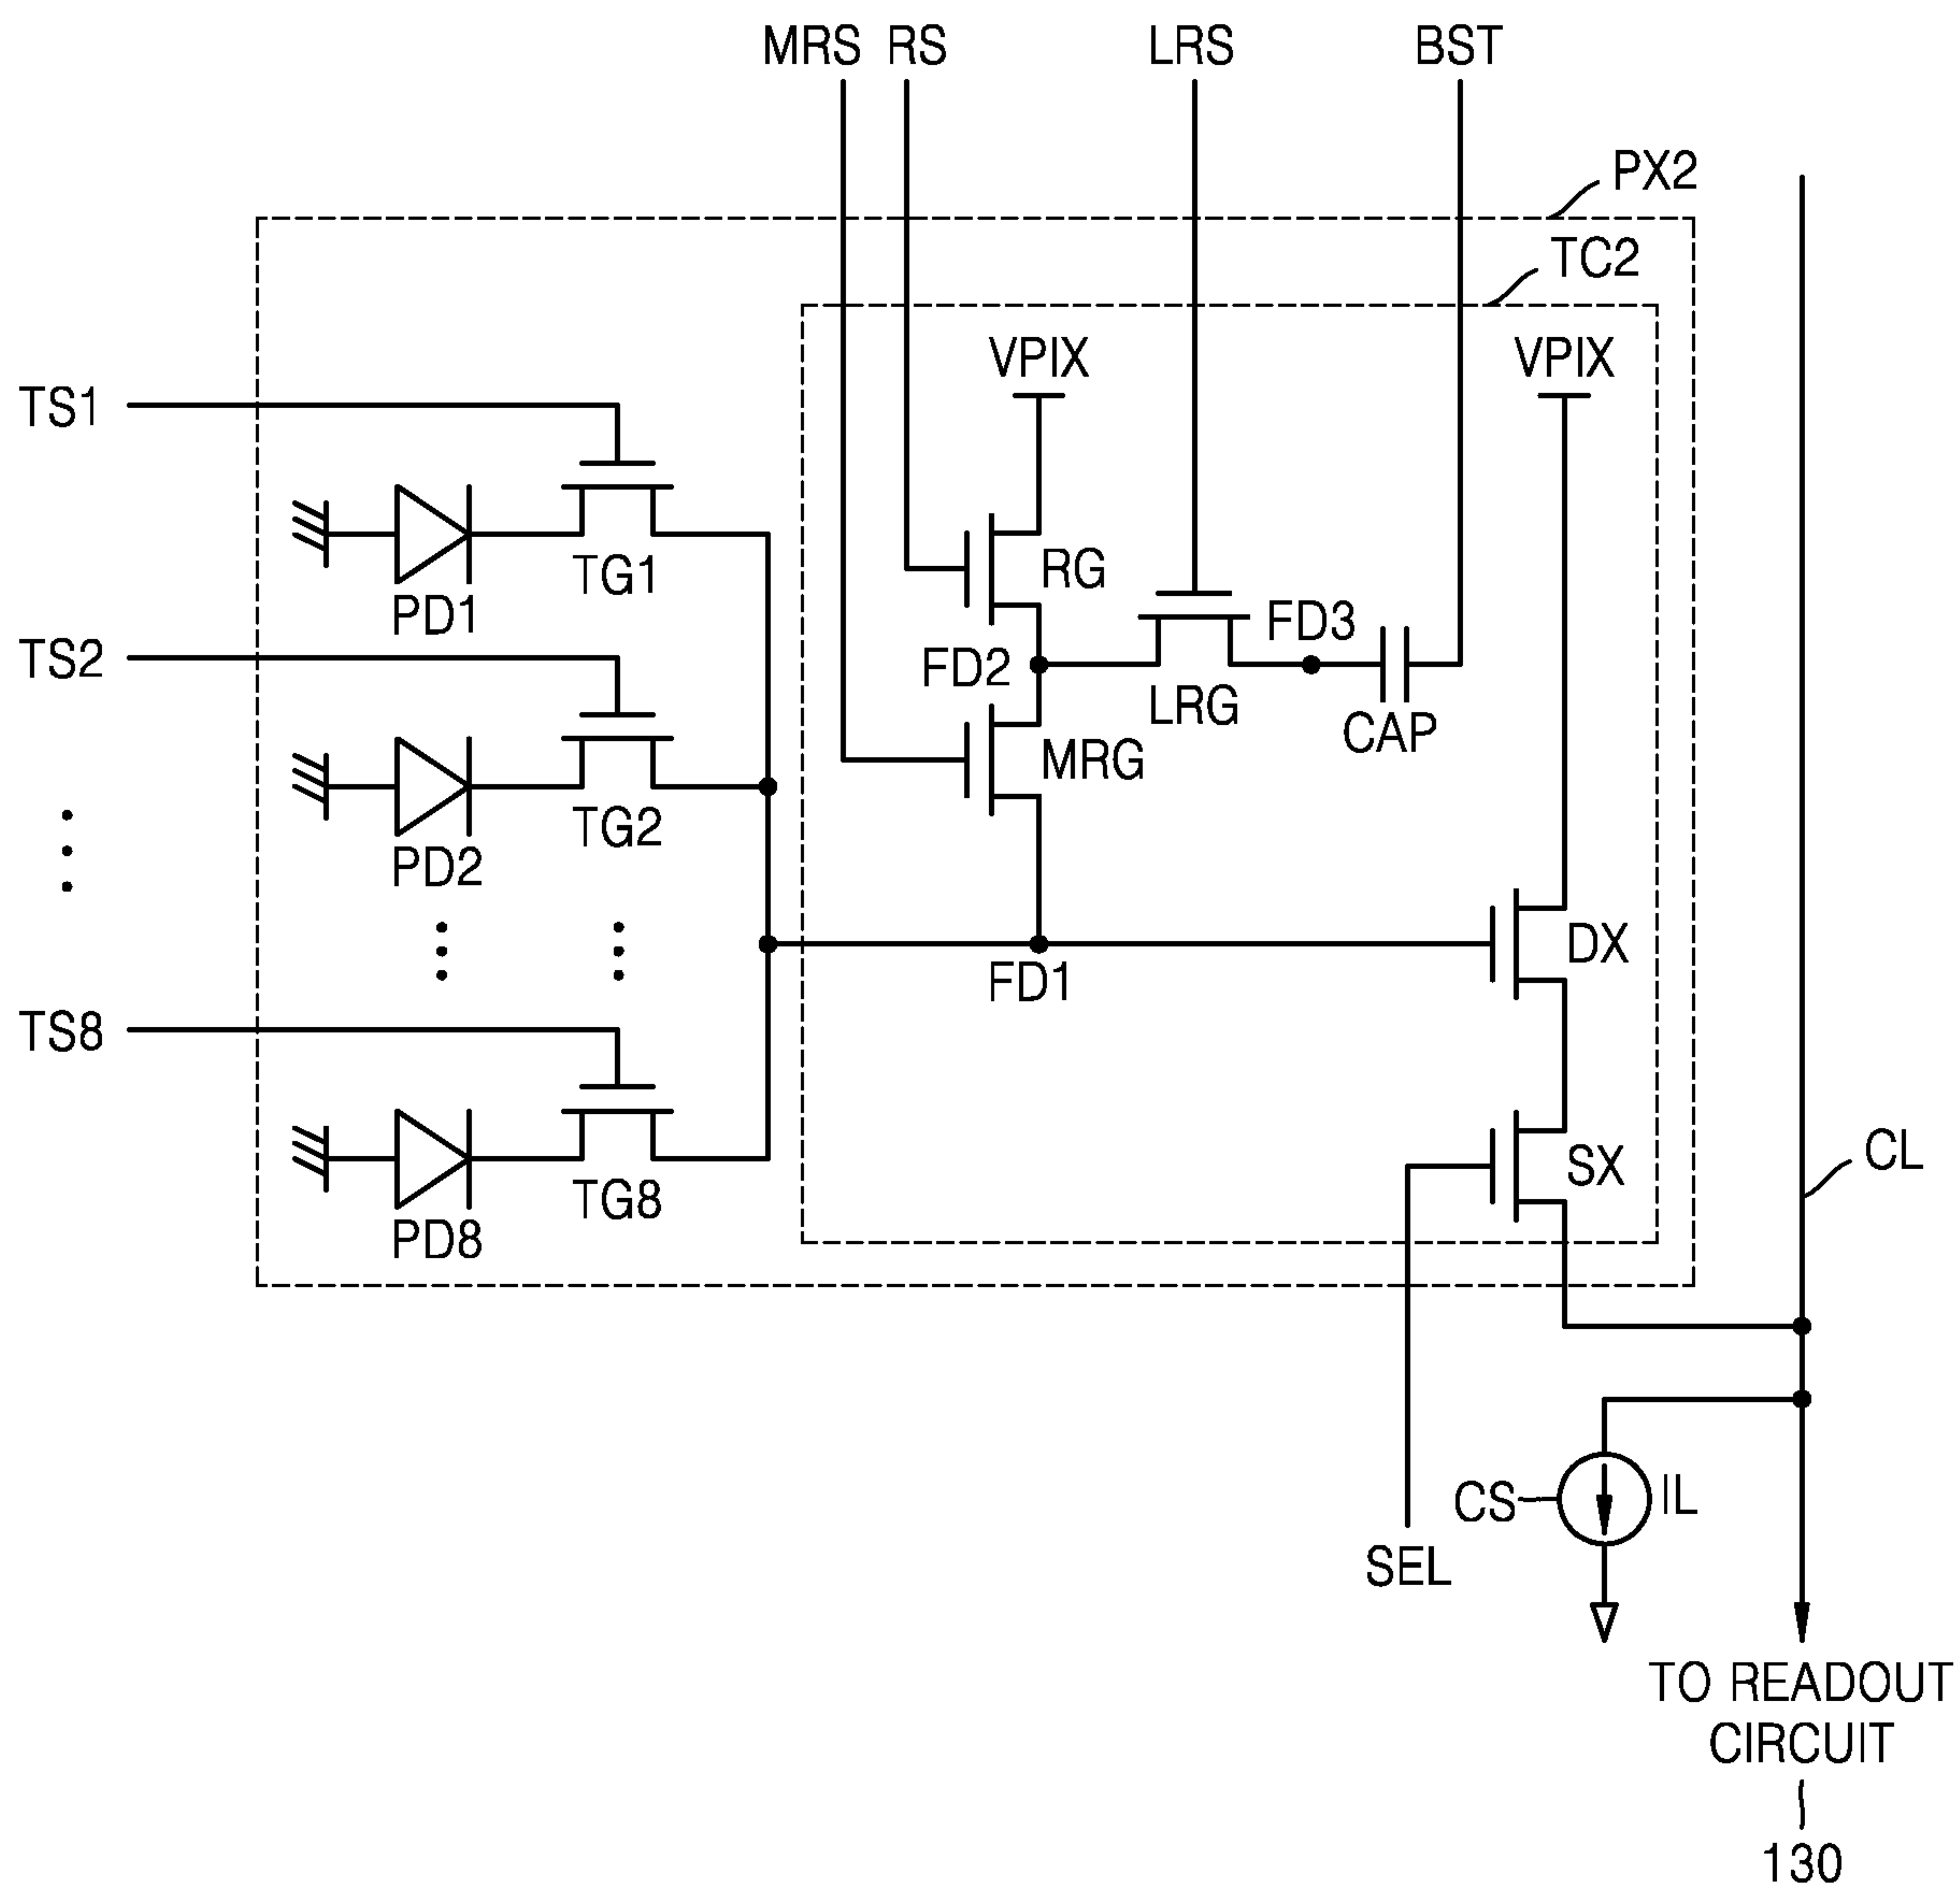 MRS RS LRS BST
PX2
TC2
VPIX VPIX
TS1
RG
TG1
PD1
FD3
TS2
FD2
LRG
CAP
MRG
TG2
PD2
DX
FD1
TS8
CL
SX
TG8
PD8
CS IL
SEL
TO READOUT
CIRCUIT
130